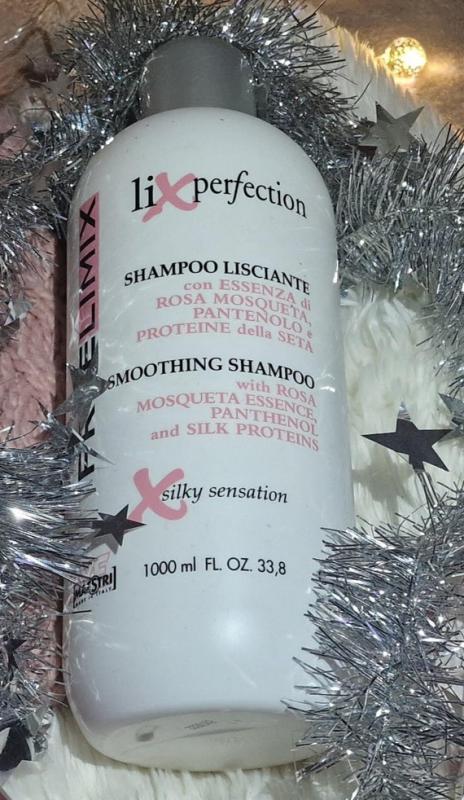 lixperfection
SHAMPOO LISCIANTE
con ESSENZA di
ROSA MOSQUETA,
PANTENOLO e
PROTEINE della SETA
SMOOTHING SHAMPOO
with ROSA
MOSQUETA ESSENCE,
PANTHENOL
and SILK PROTEINS
X silky sensation
1000 ml FL. OZ. 33,8
LIMIX